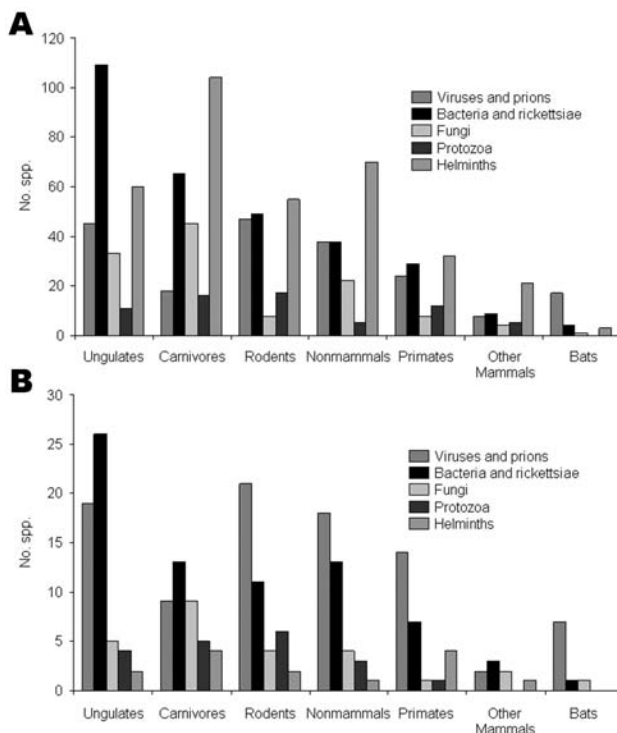 A
120
100
80
60
40
20
0
No. spp.
Viruses and prions
Bacteria and rickettsiae
Fungi
Protozoa
Helminths
Ungulates Carnivores Rodents Nonmammals Primates Other Mammals Bats
B
30
25
20
15
10
5
0
No. spp.
Viruses and prions
Bacteria and rickettsiae
Fungi
Protozoa
Helminths
Ungulates Carnivores Rodents Nonmammals Primates Other Mammals Bats